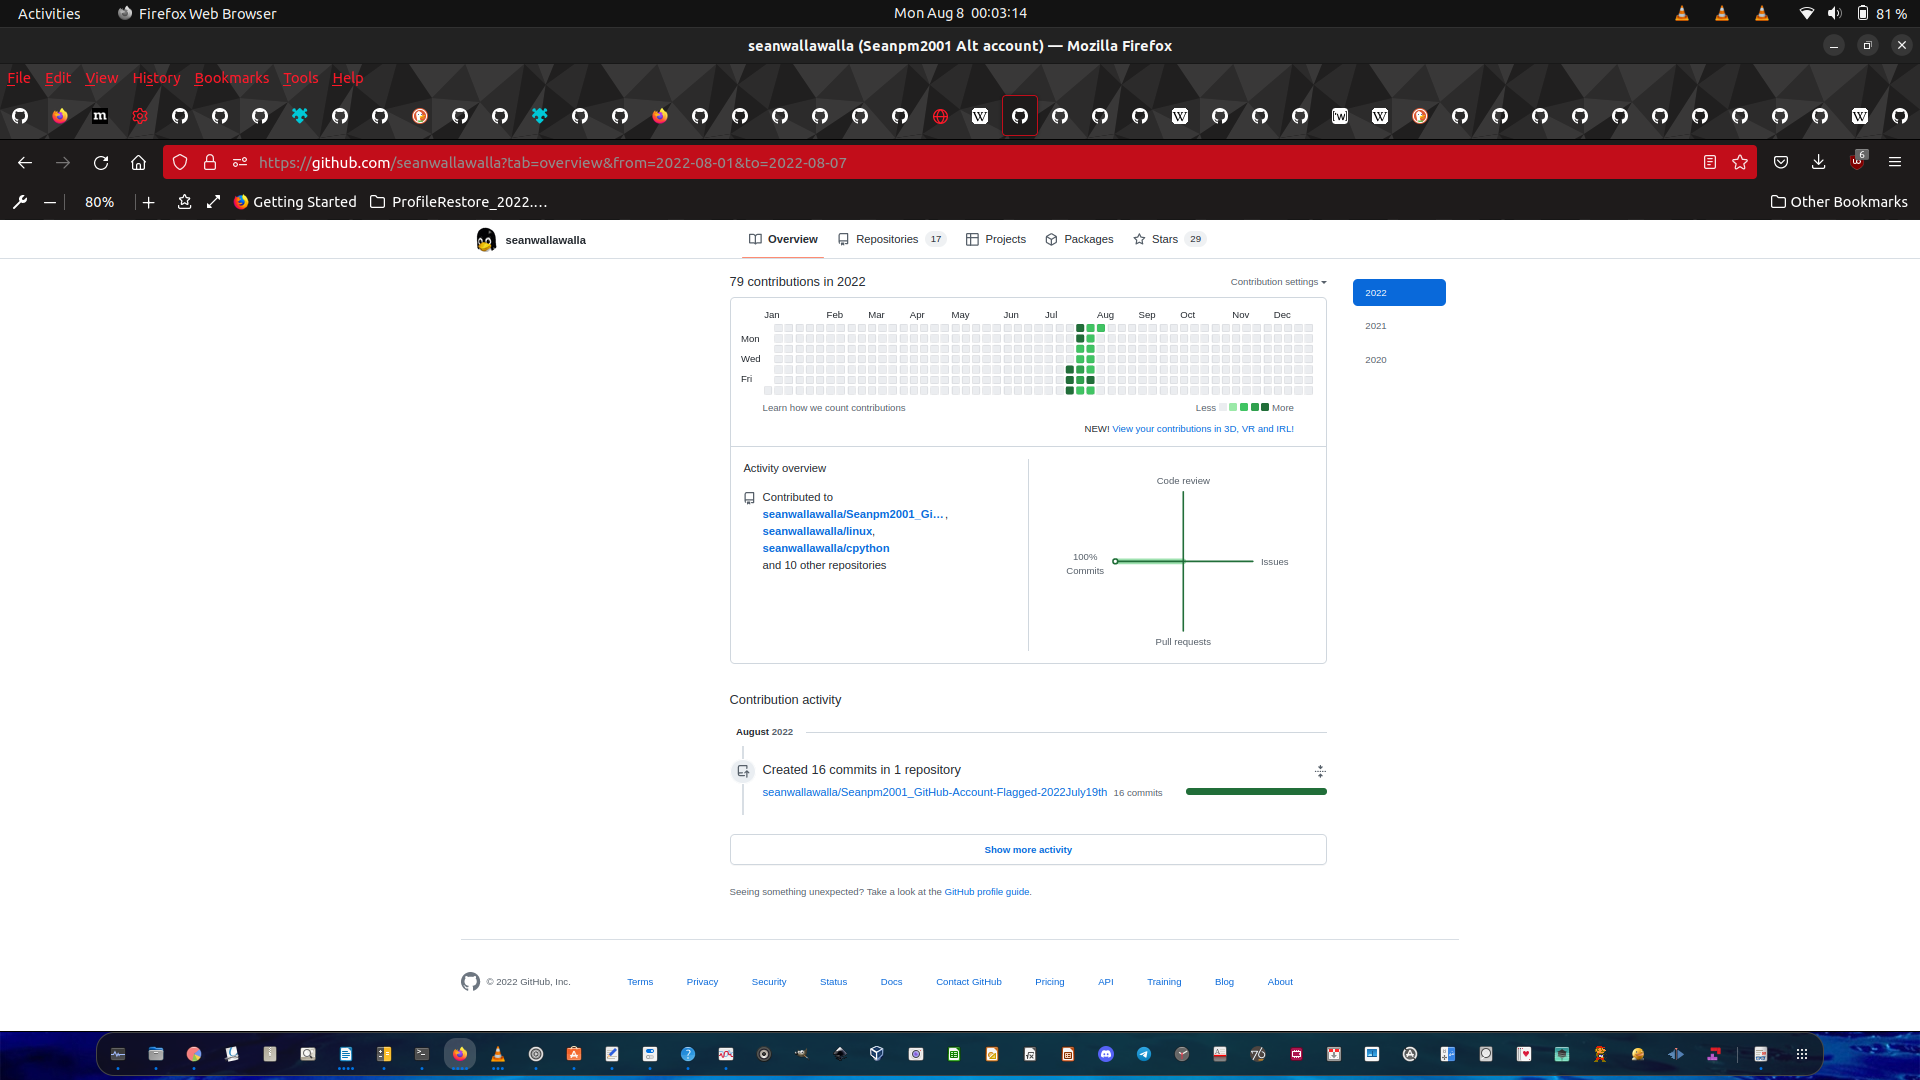 Activities
Firefox Web Browser
Mon Aug 8 00:03:14
81 %
seanwallawalla (Seanpm2001 Alt account) — Mozilla Firefox
File Edit View History Bookmarks Tools Help
https://github.com/seanwallawalla?tab=overview&from=2022-08-01&to=2022-08-07
6
80%
Getting Started
ProfileRestore_2022.…
Other Bookmarks
seanwallawalla
Overview
Repositories 17
Projects
Packages
Stars 29
79 contributions in 2022
Contribution settings
2022
2021
2020
Jan Feb Mar Apr May Jun Jul Aug Sep Oct Nov Dec
Mon
Wed
Fri
Learn how we count contributions
Less
More
NEW! View your contributions in 3D, VR and IRL!
Activity overview
Contributed to
seanwallawalla/Seanpm2001_Gi… ,
seanwallawalla/linux,
seanwallawalla/cpython
and 10 other repositories
Code review
100%
Commits
Issues
Pull requests
Contribution activity
August 2022
Created 16 commits in 1 repository
seanwallawalla/Seanpm2001_GitHub-Account-Flagged-2022July19th 16 commits
Show more activity
Seeing something unexpected? Take a look at the GitHub profile guide.
© 2022 GitHub, Inc.
Terms
Privacy
Security
Status
Docs
Contact GitHub
Pricing
API
Training
Blog
About